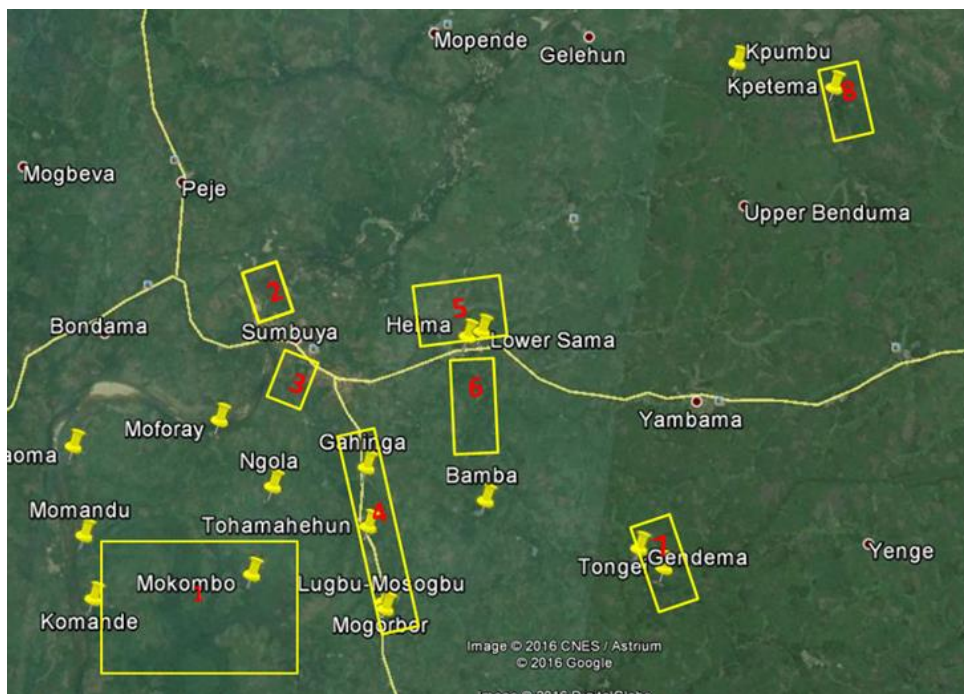 Mopende
Gelehun
Kpumbu
Kpetema
8
Mogbeva
Peje
Upper Benduma
2
Bondama
Sumbuya
Helma
5
Lower Sama
3
6
Yambama
Moforay
Gahinga
aoma
Ngola
Bamba
Momandu
Tohamahehun
4
Mokombo
1
Lugbu-Mosogbu
Tonge
7
Gendema
Yenge
Komande
Mogorbor
Image © 2016 CNES / Astrium
© 2016 Google